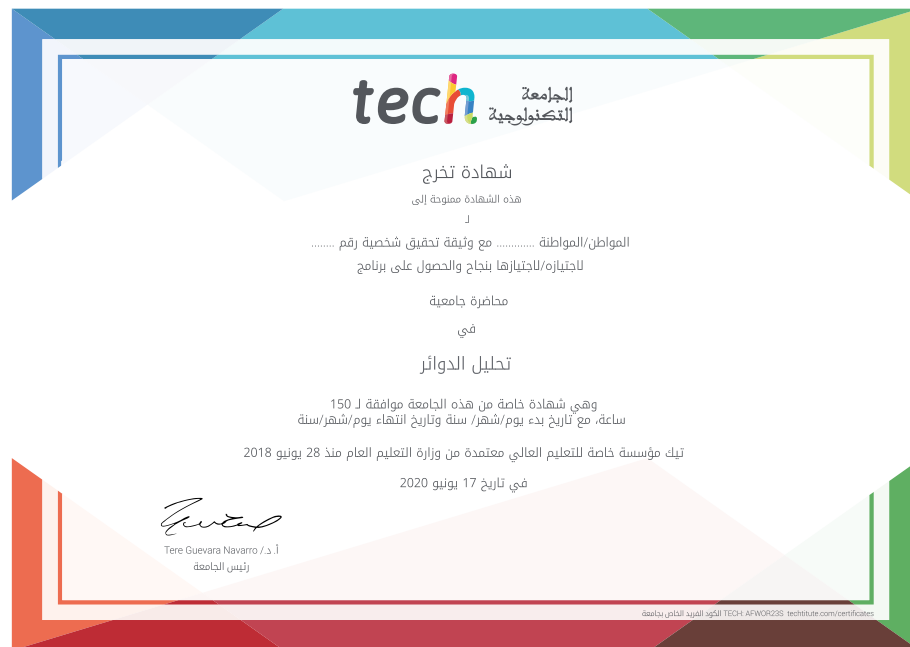 tech
الجامعة
التكنولوجية
شهادة تخرج
هذه الشهادة ممنوحة إلى
لـ
المواطن/المواطنة ............ مع وثيقة تحقيق شخصية رقم ........
لاجتيازه/لاجتيازها بنجاح والحصول على برنامج
محاضرة جامعية
في
تحليل الدوائر
وهي شهادة خاصة من هذه الجامعة موافقة لـ 150
ساعة، مع تاريخ بدء يوم/شهر/ سنة وتاريخ انتهاء يوم/شهر/سنة
تيك مؤسسة خاصة للتعليم العالي معتمدة من وزارة التعليم العام منذ 28 يونيو 2018
في تاريخ 17 يونيو 2020
أ.د./ Tere Guevara Navarro
رئيس الجامعة
الكود الفريد الخاص بجامعة TECH: AFWOR23S techtitute.com/certificates